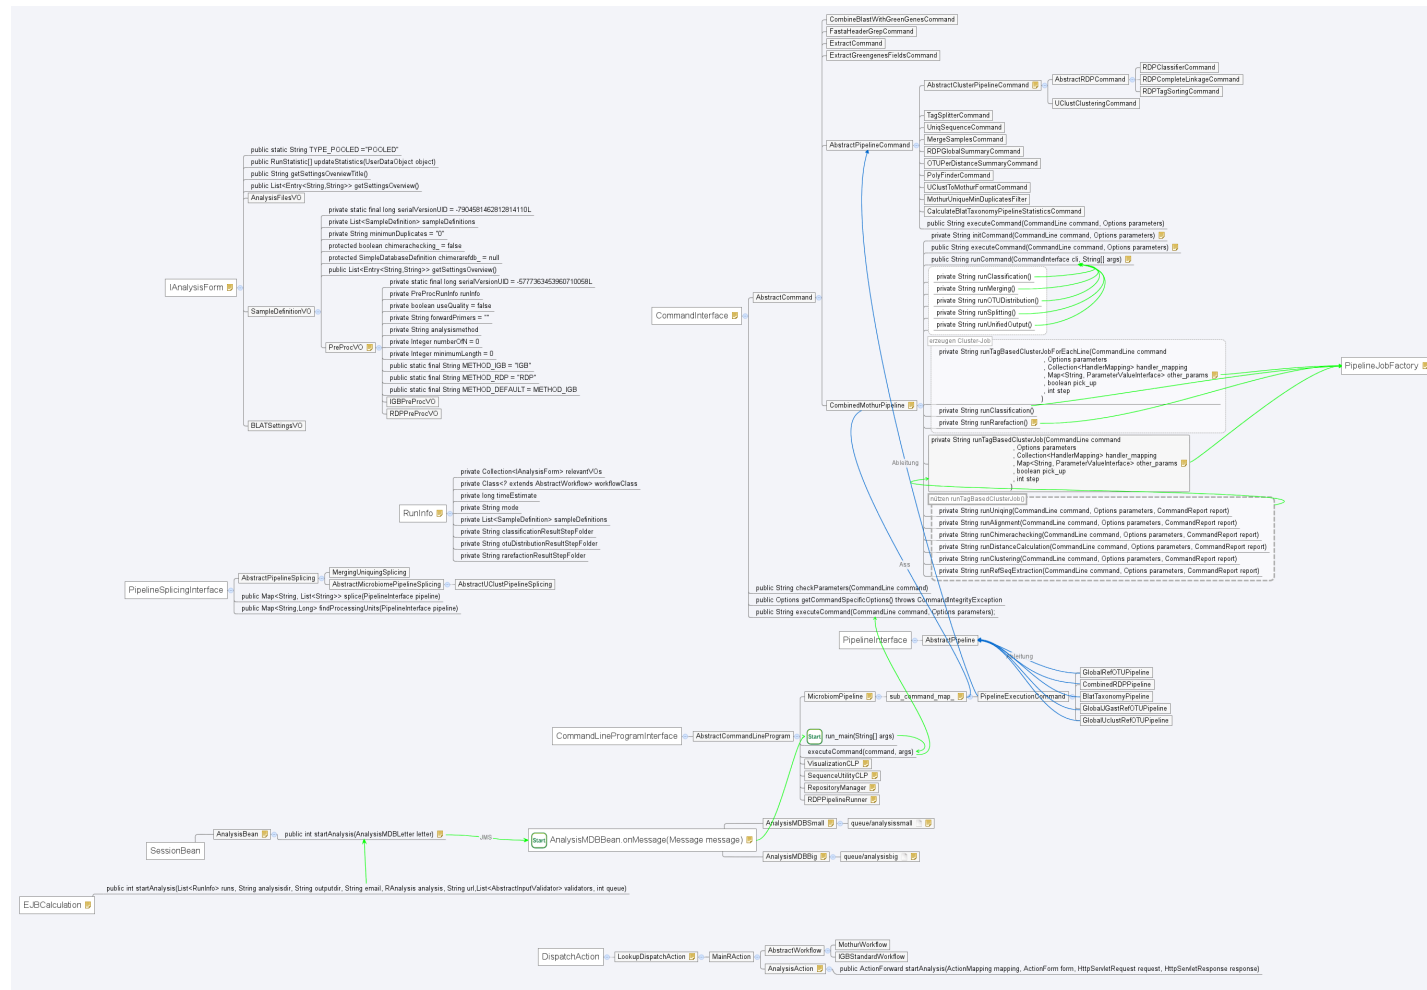 CombineBlastWithGreenGenesCommand
FastaHeaderGrepCommand
ExtractCommand
ExtractGreengenesFieldsCommand
AbstractClusterPipelineCommand
AbstractRDPCommand
RDPClassifierCommand
RDPCompleteLinkageCommand
RDPTagSortingCommand
UClustClusteringCommand
AbstractPipelineCommand
TagSplitterCommand
UniqSequenceCommand
MergeSamplesCommand
RDPGlobalSummaryCommand
OTUPerDistanceSummaryCommand
PolyFinderCommand
UClustToMothurFormatCommand
MothurUniqueMinDuplicatesFilter
CalculateBlatTaxonomyPipelineStatisticsCommand
public String executeCommand(CommandLine command, Options parameters)
private String initCommand(CommandLine command, Options parameters)
public String executeCommand(CommandLine command, Options parameters)
public String runCommand(CommandInterface cli, String[] args)
private String runClassification()
private String runMerging()
private String runOTUDistribution()
private String runSplitting()
private String runUnifiedOutput()
erzeugen Cluster-Job
private String runTagBasedClusterJobForEachLine(CommandLine command
, Options parameters
, Collection<HandlerMapping> handler_mapping
, Map<String, ParameterValueInterface> other_params
, boolean pick_up
, int step
)
private String runClassification()
private String runRarefaction()
private String runTagBasedClusterJob(CommandLine command
, Options parameters
, Collection<HandlerMapping> handler_mapping
, Map<String, ParameterValueInterface> other_params
, boolean pick_up
, int step
)
nützen runTagBasedClusterJob()
private String runUniqing(CommandLine command, Options parameters, CommandReport report)
private String runAlignment(CommandLine command, Options parameters, CommandReport report)
private String runChimerachecking(CommandLine command, Options parameters, CommandReport report)
private String runDistanceCalculation(CommandLine command, Options parameters, CommandReport report)
private String runClustering(CommandLine command, Options parameters, CommandReport report)
private String runRefSeqExtraction(CommandLine command, Options parameters, CommandReport report)
PipelineJobFactory
CommandInterface
AbstractCommand
CombinedMothurPipeline
Ableitung
Ass
public String checkParameters(CommandLine command)
public Options getCommandSpecificOptions() throws CommandIntegrityException
public String executeCommand(CommandLine command, Options parameters);
IAnalysisForm
public static String TYPE_POOLED ="POOLED"
public RunStatistic[] updateStatistics(UserDataObject object)
public String getSettingsOverviewTitle()
public List<Entry<String,String>> getSettingsOverview()
AnalysisFilesVO
SampleDefinitionVO
private static final long serialVersionUID = -7904581462812814110L
private List<SampleDefinition> sampleDefinitions
private String minimunDuplicates = "0"
protected boolean chimerachecking_ = false
protected SimpleDatabaseDefinition chimerarefdb_ = null
public List<Entry<String,String>> getSettingsOverview()
PreProcVO
private static final long serialVersionUID = -5777363453960710058L
private PreProcRunInfo runInfo
private boolean useQuality = false
private String forwardPrimers = ""
private String analysismethod
private Integer numberOfN = 0
private Integer minimumLength = 0
public static final String METHOD_IGB = "IGB"
public static final String METHOD_RDP = "RDP"
public static final String METHOD_DEFAULT = METHOD_IGB
IGBPreProcVO
RDPPreProcVO
BLATSettingsVO
RunInfo
private Collection<IAnalysisForm> relevantVOs
private Class<? extends AbstractWorkflow> workflowClass
private long timeEstimate
private String mode
private List<SampleDefinition> sampleDefinitions
private String classificationResultStepFolder
private String otuDistributionResultStepFolder
private String rarefactionResultStepFolder
PipelineSplicingInterface
AbstractPipelineSplicing
MergingUniquingSplicing
AbstractMicrobiomePipelineSplicing
AbstractUClustPipelineSplicing
public Map<String, List<String>> splice(PipelineInterface pipeline)
public Map<String,Long> findProcessingUnits(PipelineInterface pipeline)
PipelineInterface
AbstractPipeline
Ableitung
GlobalRefOTUPipeline
CombinedRDPPipeline
BlatTaxonomyPipeline
GlobalUGastRefOTUPipeline
GlobalUclustRefOTUPipeline
CommandLineProgramInterface
AbstractCommandLineProgram
MicrobiomPipeline
sub_command_map_
PipelineExecutionCommand
Start
run_main(String[] args)
executeCommand(command, args)
VisualizationCLP
SequenceUtilityCLP
RepositoryManager
RDPPipelineRunner
SessionBean
AnalysisBean
public int startAnalysis(AnalysisMDBLetter letter)
JMS
Start
AnalysisMDBBean.onMessage(Message message)
AnalysisMDBSmall
queue/analysissmall
AnalysisMDBBig
queue/analysisbig
EJBCalculation
public int startAnalysis(List<RunInfo> runs, String analysisdir, String outputdir, String email, RAnalysis analysis, String url,List<AbstractInputValidator> validators, int queue)
DispatchAction
LookupDispatchAction
MainRAction
AbstractWorkflow
MothurWorkflow
IGBStandardWorkflow
AnalysisAction
public ActionForward startAnalysis(ActionMapping mapping, ActionForm form, HttpServletRequest request, HttpServletResponse response)